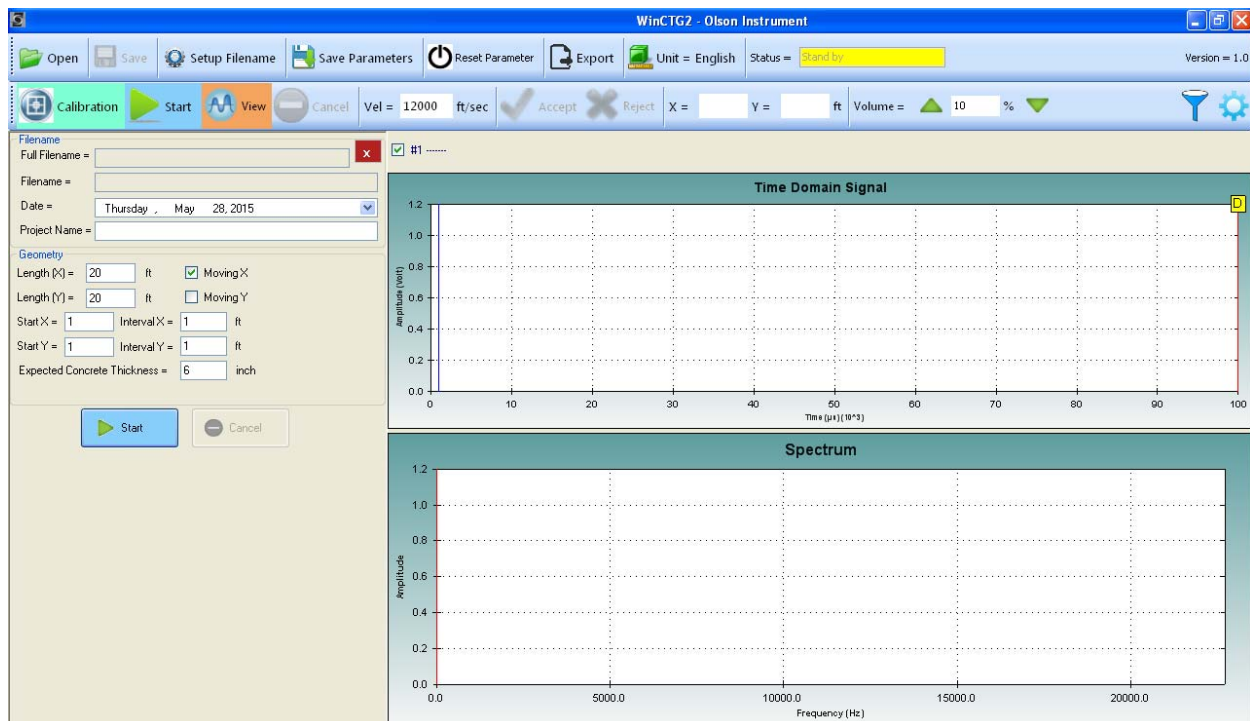 WinCTG2 - Olson Instrument
Open Save Setup Filename Save Parameters Reset Parameter Export Unit = English Status = Stand by Version = 1.0
Calibration Start View Cancel Vel = 12000 ft/sec Accept Reject X = Y = ft Volume = 10 %
Filename
Full Filename = x
Filename =
Date = Thursday , May 28, 2015
Project Name =
Geometry
Length (X) = 20 ft Moving X
Length (Y) = 20 ft Moving Y
Start X = 1 Interval X = 1 ft
Start Y = 1 Interval Y = 1 ft
Expected Concrete Thickness = 6 inch
Start Cancel
#1 -------
Time Domain Signal
D
1.2
1.0
0.8
0.6
0.4
0.2
0.0
Amplitude (Volt)
0 10 20 30 40 50 60 70 80 90 100
Time (µs) (10^3)
Spectrum
1.2
1.0
0.8
0.6
0.4
0.2
0.0
Amplitude
0.0 5000.0 10000.0 15000.0 20000.0
Frequency (Hz)